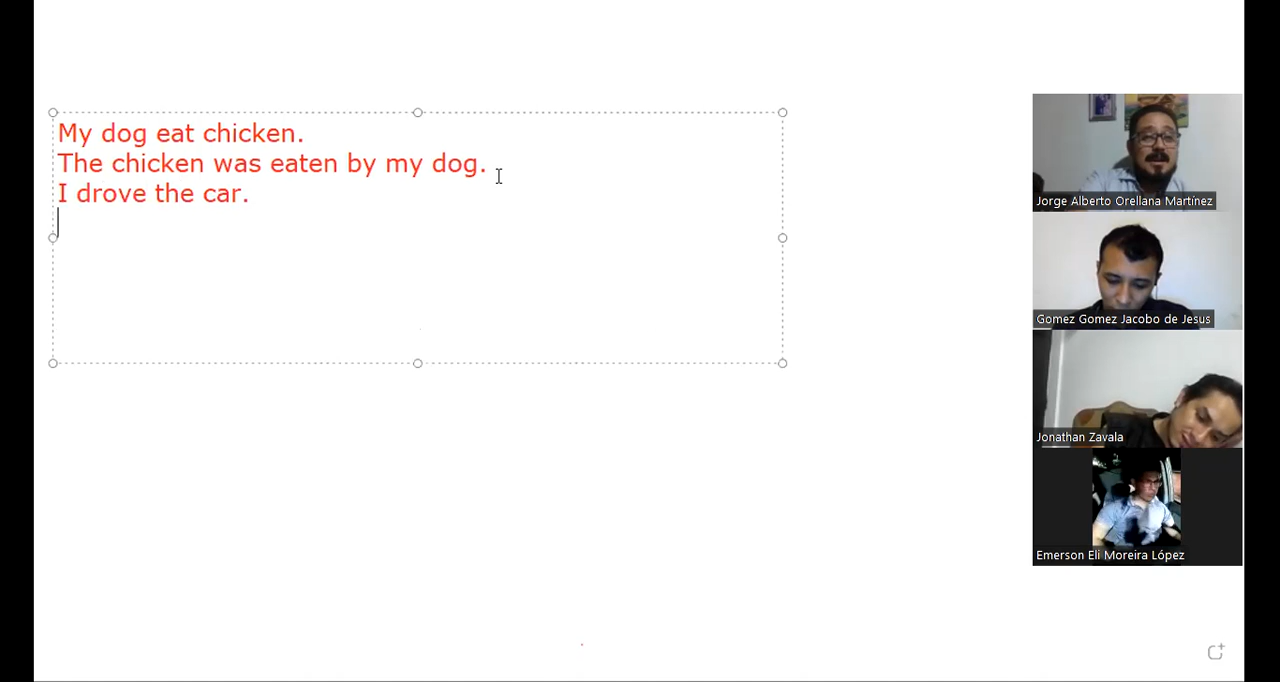 My dog eat chicken.
The chicken was eaten by my dog.
I drove the car.
Jorge Alberto Orellana Martínez
Gomez Gomez Jacobo de Jesus
Jonathan Zavala
Emerson Eli Moreira López